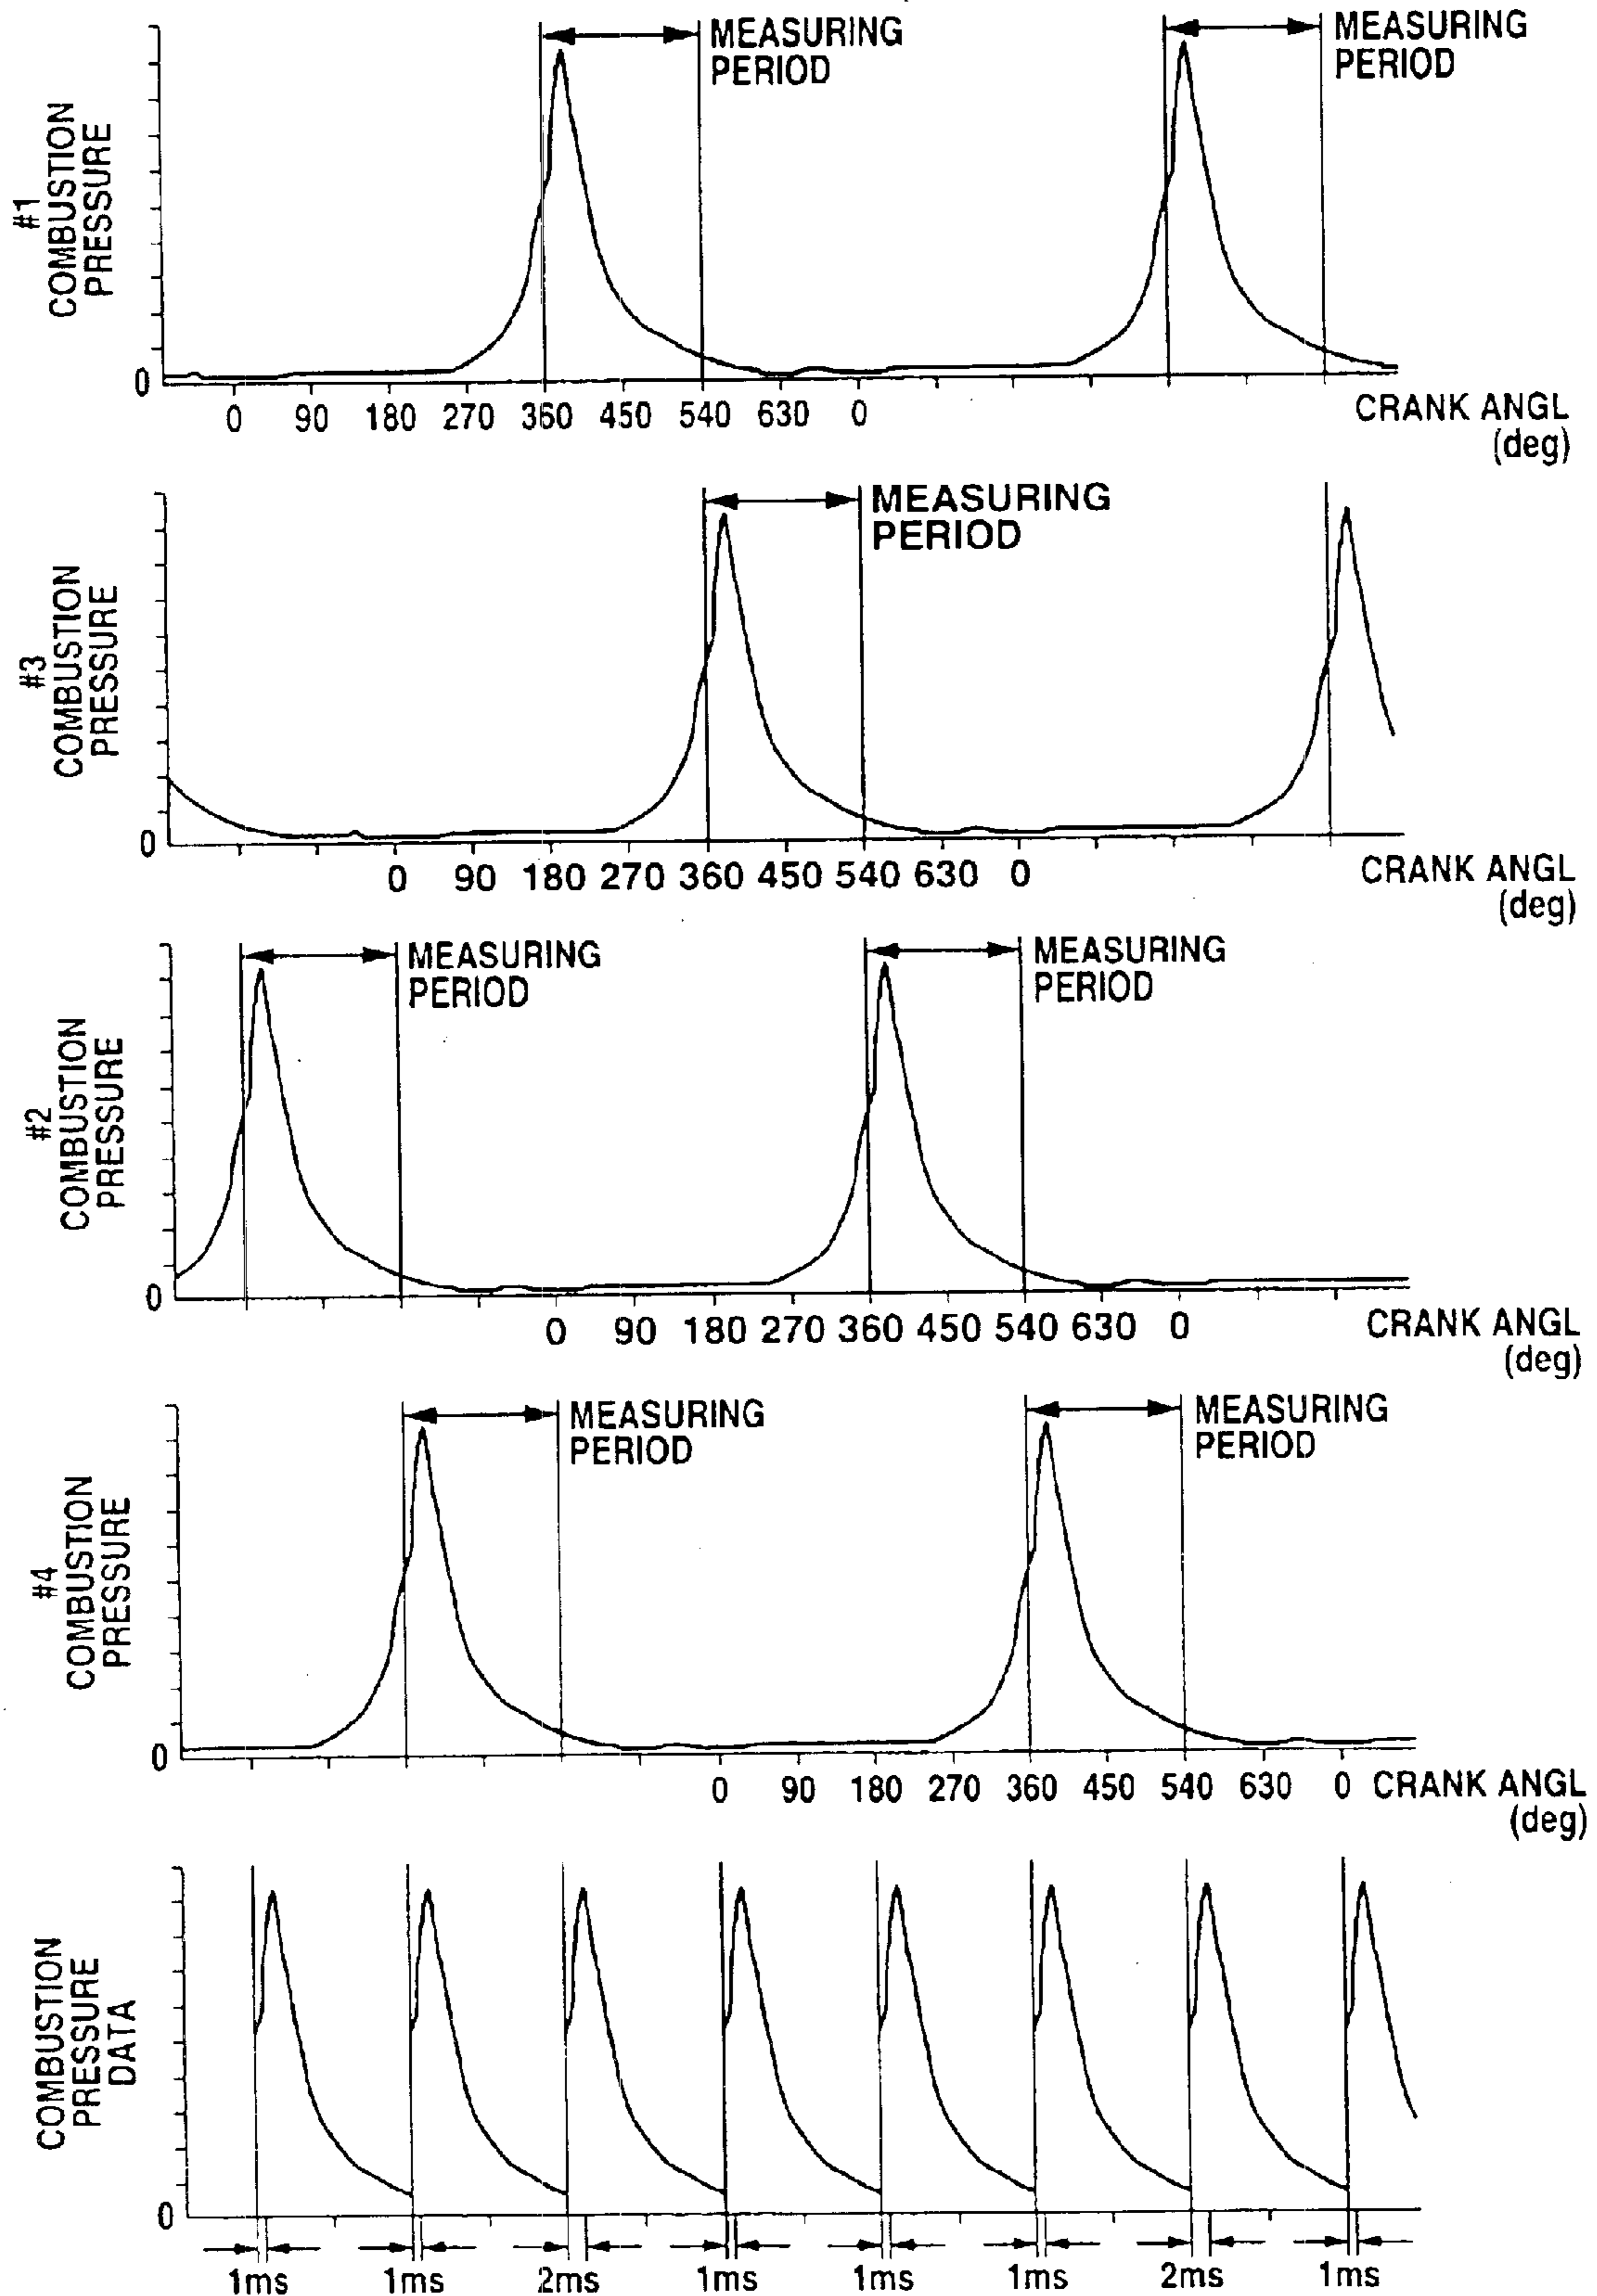 MEASURING
PERIOD
MEASURING
PERIOD
#1
COMBUSTION
PRESSURE
0
0 90 180 270 360 450 540 630 0
CRANK ANGL
(deg)
MEASURING
PERIOD
#3
COMBUSTION
PRESSURE
0
0 90 180 270 360 450 540 630 0
CRANK ANGL
(deg)
MEASURING
PERIOD
MEASURING
PERIOD
#2
COMBUSTION
PRESSURE
0
0 90 180 270 360 450 540 630 0
CRANK ANGL
(deg)
MEASURING
PERIOD
MEASURING
PERIOD
#4
COMBUSTION
PRESSURE
0
0 90 180 270 360 450 540 630 0
CRANK ANGL
(deg)
COMBUSTION
PRESSURE
DATA
0
1ms 1ms 2ms 1ms 1ms 1ms 2ms 1ms